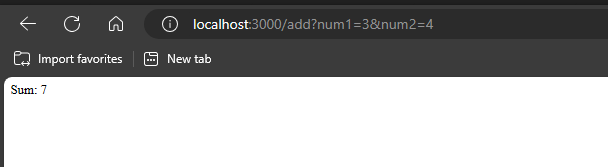 localhost:3000/add?num1=3&num2=4
Import favorites
New tab
Sum: 7